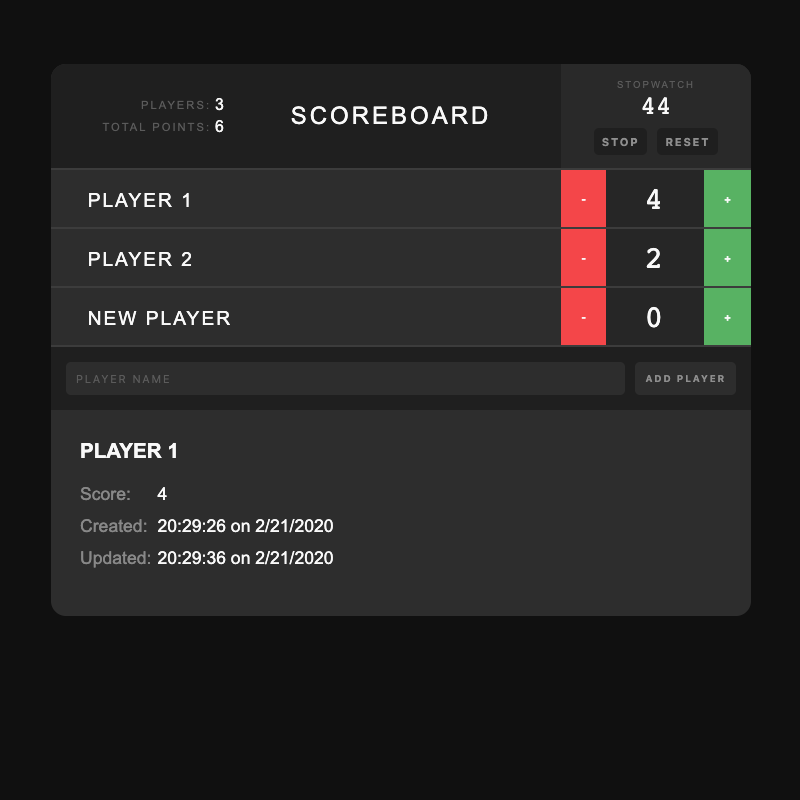 PLAYERS: 3
TOTAL POINTS: 6
SCOREBOARD
STOPWATCH
44
STOP RESET
PLAYER 1 - 4 +
PLAYER 2 - 2 +
NEW PLAYER - 0 +
PLAYER NAME ADD PLAYER
PLAYER 1
Score: 4
Created: 20:29:26 on 2/21/2020
Updated: 20:29:36 on 2/21/2020